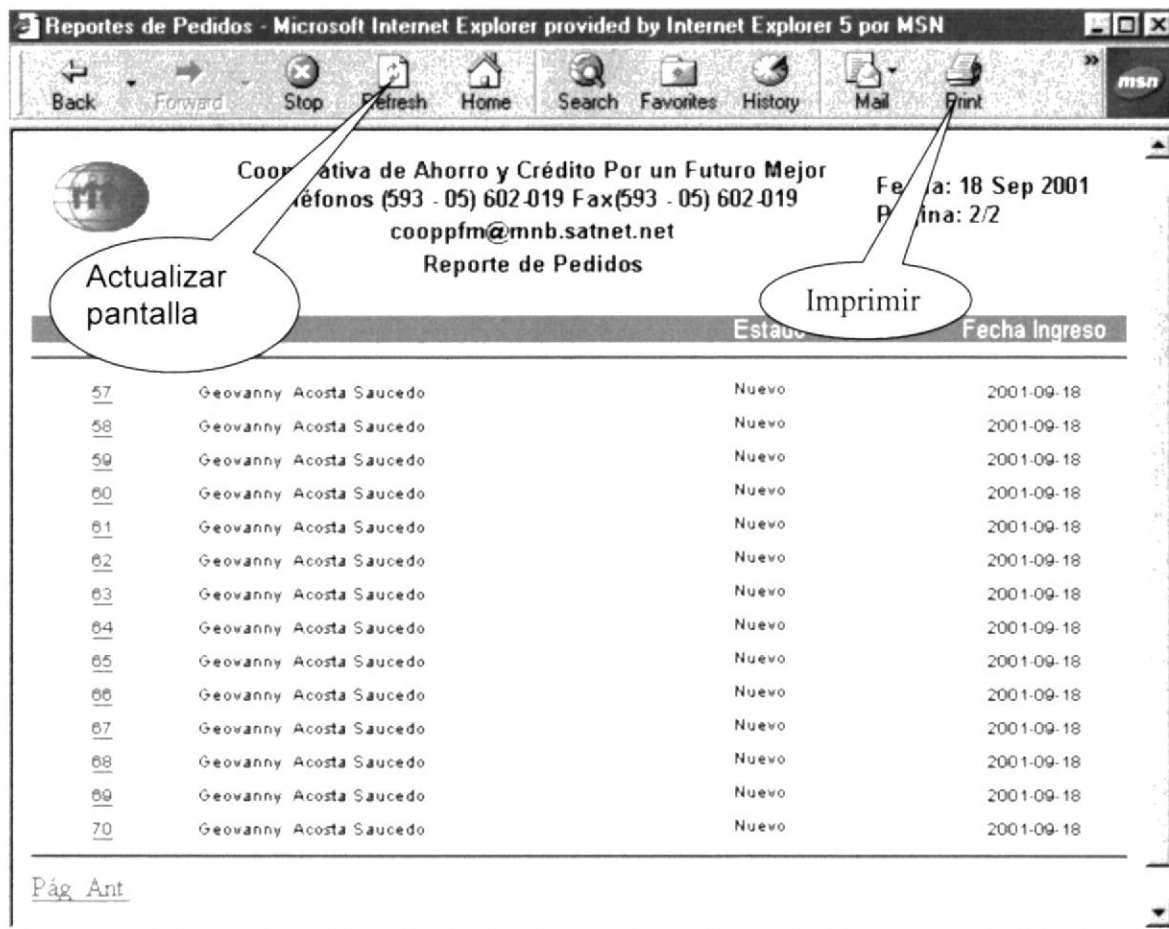 Reportes de Pedidos - Microsoft Internet Explorer provided by Internet Explorer 5 por MSN
Back Forward Stop Refresh Home Search Favorites History Mail Print » msn
Cooperativa de Ahorro y Crédito Por un Futuro Mejor
(593 - 05) 602-019 Fax(593 - 05) 602-019
cooppfm@mnb.satnet.net
Reporte de Pedidos
Fecha: 18 Sep 2001
Página: 2/2
Actualizar
pantalla
Imprimir
Estado Fecha Ingreso
57 Geovanny Acosta Saucedo Nuevo 2001-09-18
58 Geovanny Acosta Saucedo Nuevo 2001-09-18
59 Geovanny Acosta Saucedo Nuevo 2001-09-18
60 Geovanny Acosta Saucedo Nuevo 2001-09-18
61 Geovanny Acosta Saucedo Nuevo 2001-09-18
62 Geovanny Acosta Saucedo Nuevo 2001-09-18
63 Geovanny Acosta Saucedo Nuevo 2001-09-18
64 Geovanny Acosta Saucedo Nuevo 2001-09-18
65 Geovanny Acosta Saucedo Nuevo 2001-09-18
66 Geovanny Acosta Saucedo Nuevo 2001-09-18
67 Geovanny Acosta Saucedo Nuevo 2001-09-18
68 Geovanny Acosta Saucedo Nuevo 2001-09-18
69 Geovanny Acosta Saucedo Nuevo 2001-09-18
70 Geovanny Acosta Saucedo Nuevo 2001-09-18
Pág Ant